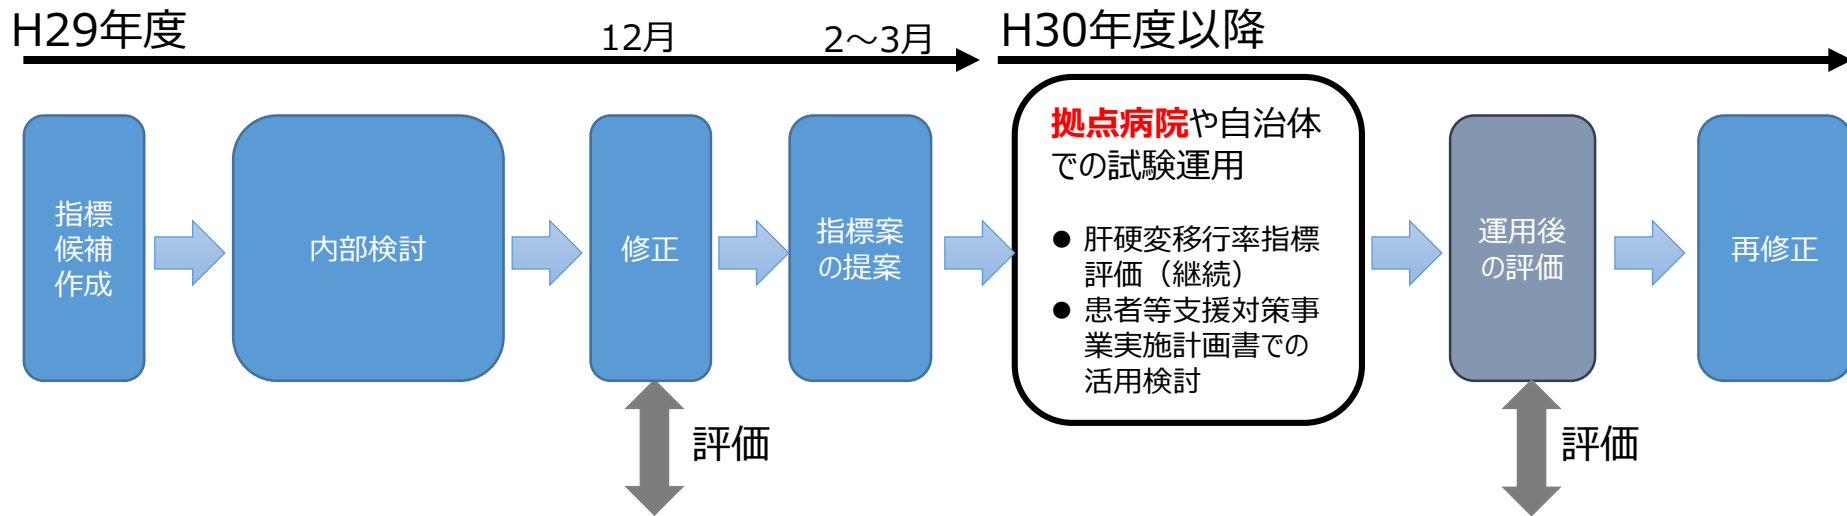 H29年度
12月
2～3月
H30年度以降
指標
候補
作成
内部検討
修正
指標案
の提案
拠点病院や自治体
での試験運用
● 肝硬変移行率指標
評価（継続）
● 患者等支援対策事
業実施計画書での
活用検討
運用後
の評価
再修正
評価
評価